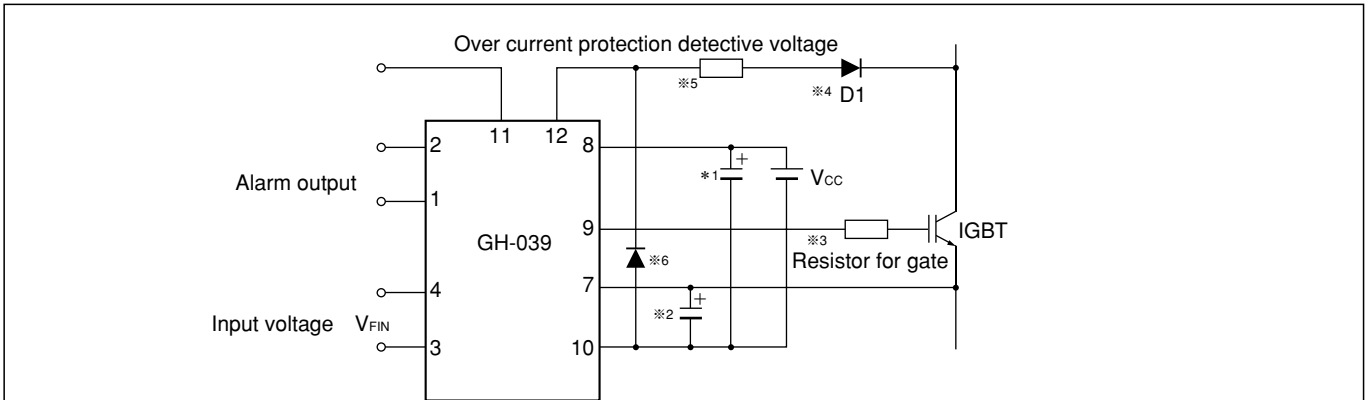 Over current protection detective voltage
※5
※4 D1
11
12
2
8
Alarm output
*1
+
VCC
1
GH-039
9
※3
IGBT
Resistor for gate
※6
7
4
+
※2
Input voltage VFIN
3
10